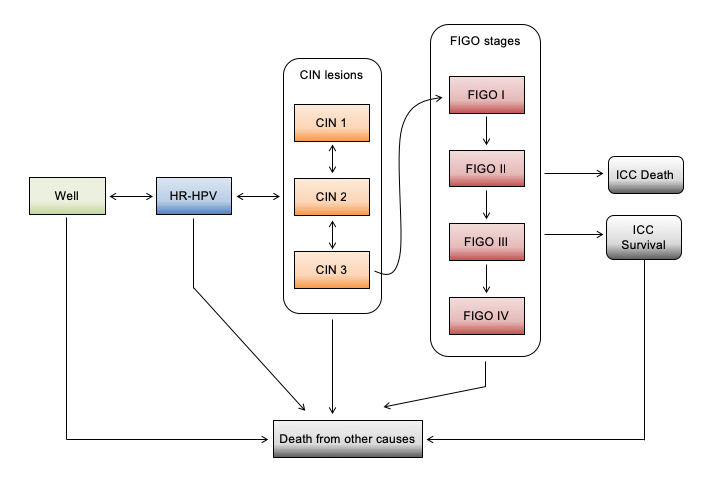 FIGO stages
CIN lesions
FIGO I
CIN 1
FIGO II
ICC Death
Well
HR-HPV
CIN 2
FIGO III
ICC
Survival
CIN 3
FIGO IV
Death from other causes